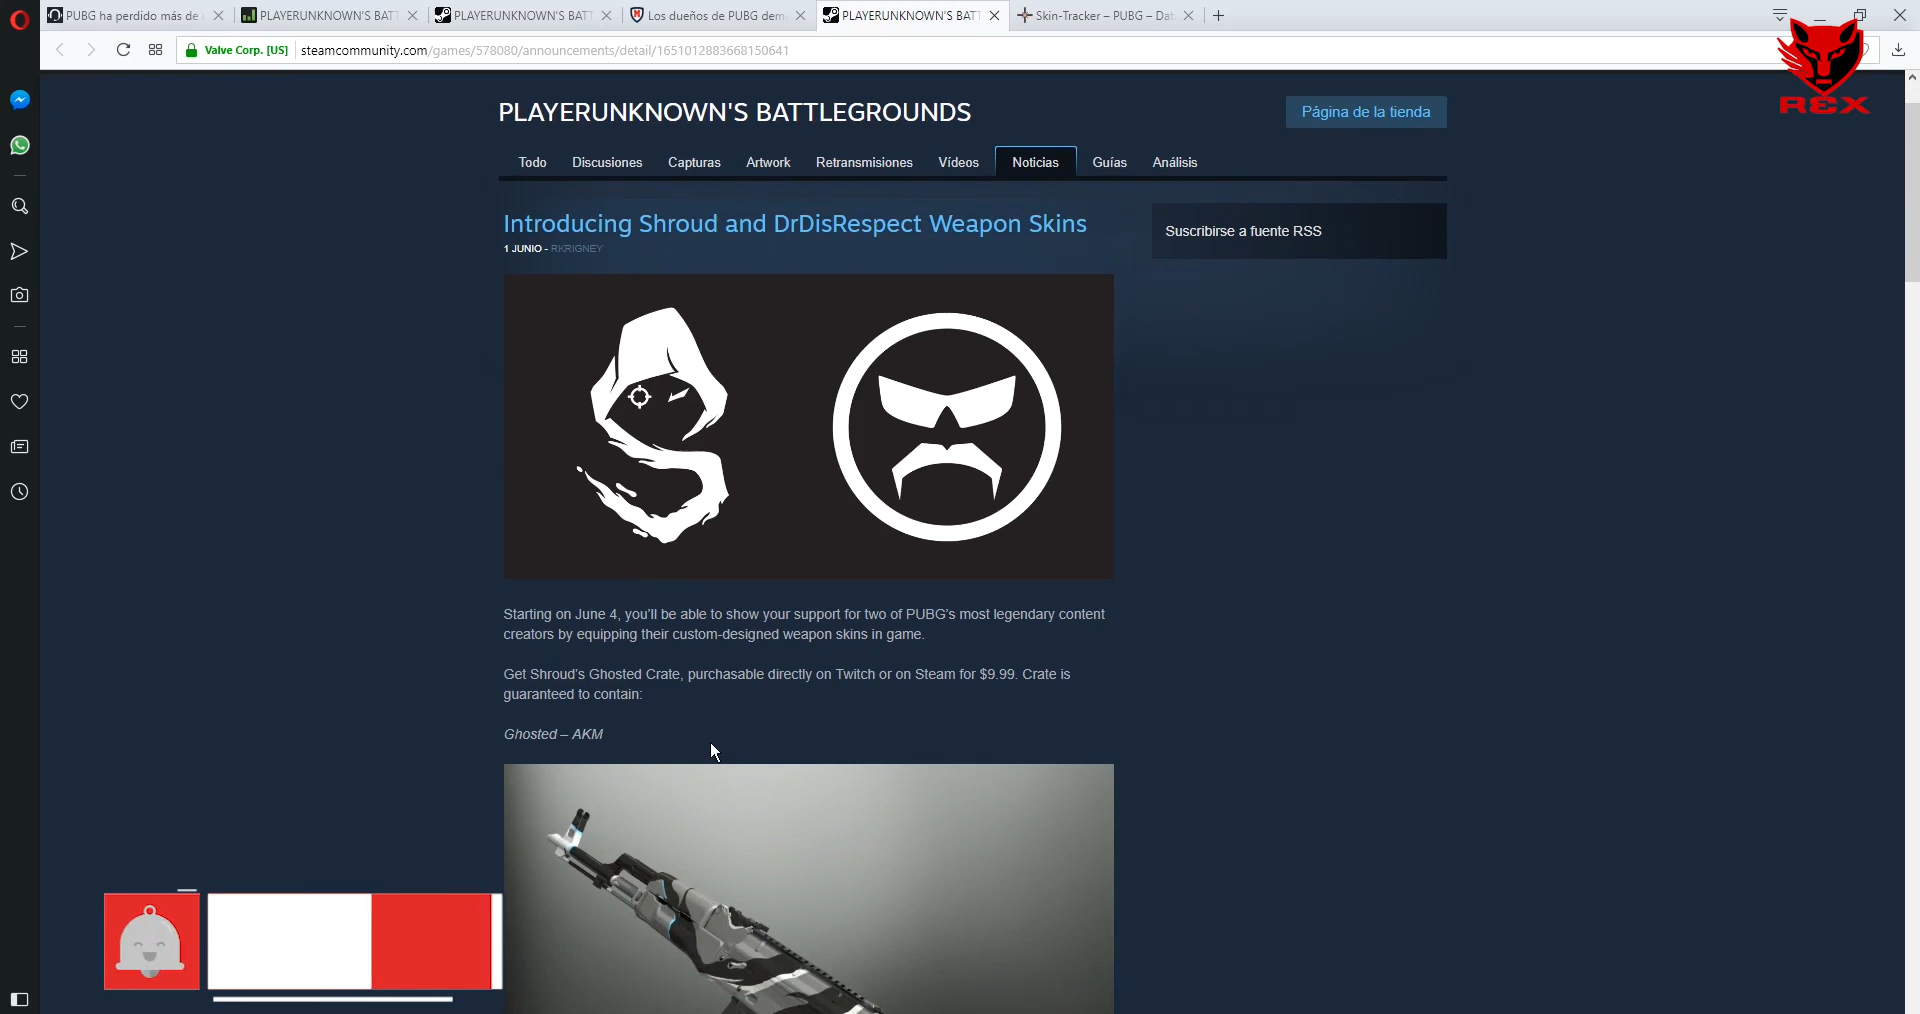 PUBG ha perdido más de
PLAYERUNKNOWN'S BATT
PLAYERUNKNOWN'S BATT
Los dueños de PUBG dem
PLAYERUNKNOWN'S BATT
Skin-Tracker – PUBG – Dat
Valve Corp. [US]
steamcommunity.com/games/578080/announcements/detail/1651012883668150641
REX
PLAYERUNKNOWN'S BATTLEGROUNDS
Página de la tienda
Todo Discusiones Capturas Artwork Retransmisiones Vídeos Noticias Guías Análisis
Introducing Shroud and DrDisRespect Weapon Skins
1 JUNIO - RKRIGNEY
Suscribirse a fuente RSS
Starting on June 4, you'll be able to show your support for two of PUBG's most legendary content
creators by equipping their custom-designed weapon skins in game.
Get Shroud's Ghosted Crate, purchasable directly on Twitch or on Steam for $9.99. Crate is
guaranteed to contain:
Ghosted – AKM